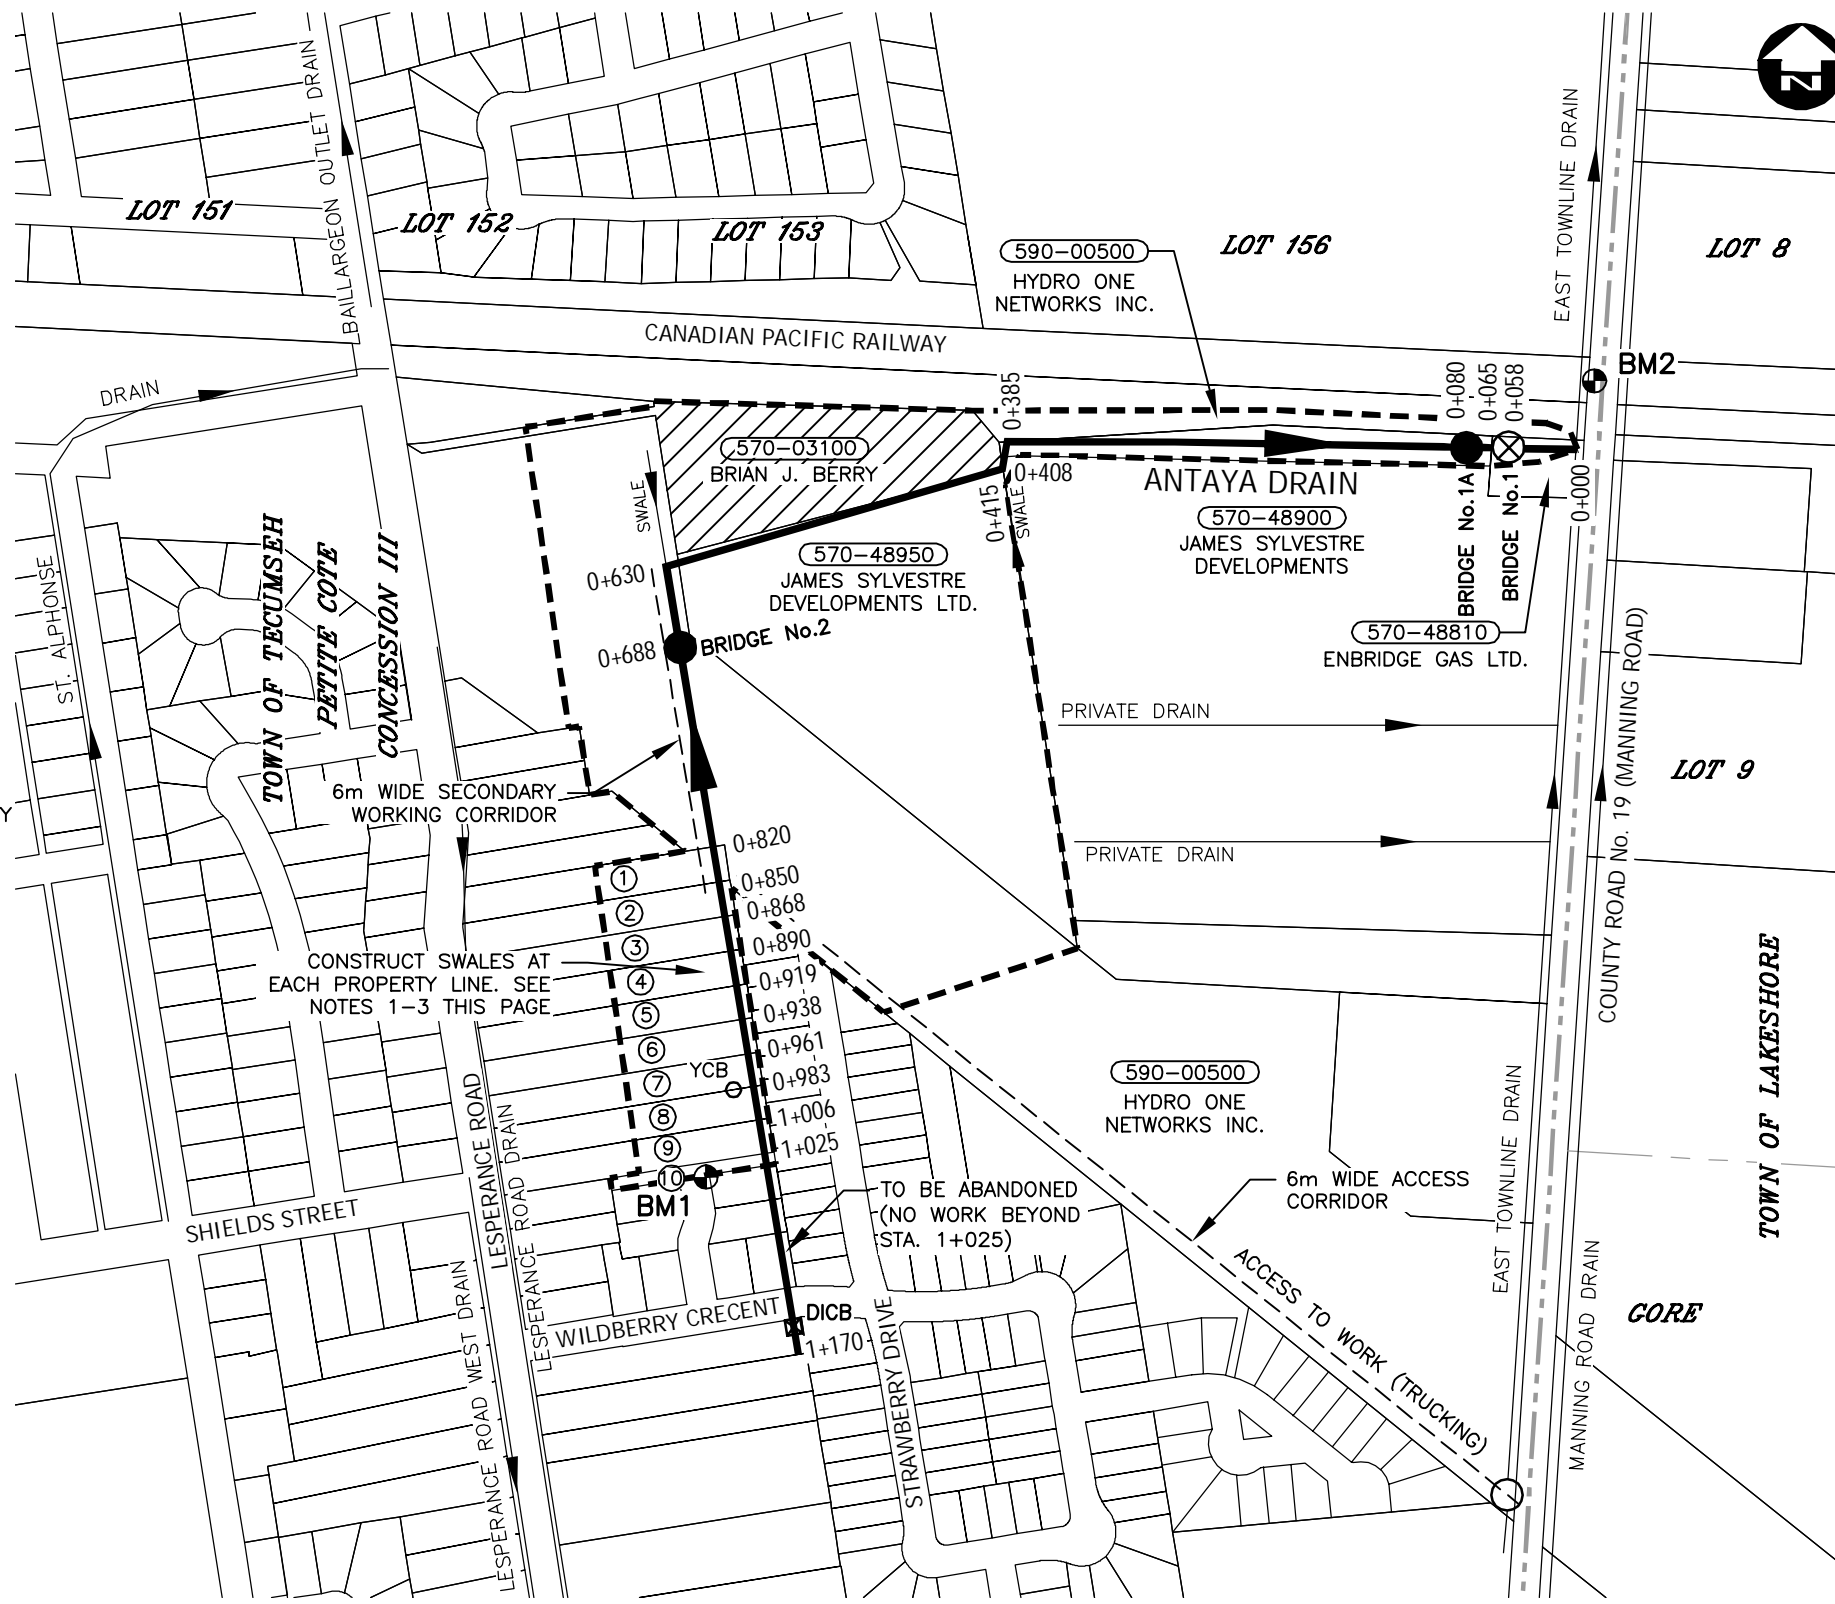 N
BAILLARGEON OUTLET DRAIN
EAST TOWNLINE DRAIN
LOT 151
LOT 152
LOT 153
LOT 156
LOT 8
590-00500
HYDRO ONE
NETWORKS INC.
CANADIAN PACIFIC RAILWAY
BM2
DRAIN
0+385
0+080
0+065
0+058
570-03100
BRIAN J. BERRY
SWALE
0+408
0+415
SWALE
ANTAYA DRAIN
570-48900
JAMES SYLVESTRE
DEVELOPMENTS
BRIDGE No.1A
BRIDGE No.1
0+000
TOWN OF TECUMSEH
PETITE COTE
CONCESSION III
ST. ALPHONSE
570-48950
JAMES SYLVESTRE
DEVELOPMENTS LTD.
0+630
BRIDGE No.2
0+688
570-48810
ENBRIDGE GAS LTD.
PRIVATE DRAIN
COUNTY ROAD No. 19 (MANNING ROAD)
LOT 9
6m WIDE SECONDARY
WORKING CORRIDOR
Y
0+820
PRIVATE DRAIN
1
0+850
2
0+868
3
0+890
CONSTRUCT SWALES AT
EACH PROPERTY LINE. SEE
NOTES 1-3 THIS PAGE
4
0+919
5
0+938
6
0+961
YCB
7
0+983
8
1+006
9
1+025
10
BM1
590-00500
HYDRO ONE
NETWORKS INC.
TOWN OF LAKESHORE
LESPERANCE ROAD
LESPERANCE ROAD DRAIN
EAST TOWNLINE DRAIN
6m WIDE ACCESS
CORRIDOR
TO BE ABANDONED
(NO WORK BEYOND
STA. 1+025)
SHIELDS STREET
LESPERANCE ROAD WEST DRAIN
WILDBERRY CRECENT
DICB
1+170
STRAWBERRY DRIVE
ACCESS TO WORK (TRUCKING)
MANNING ROAD DRAIN
GORE